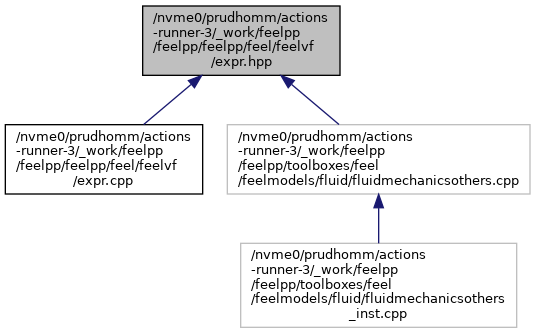 /nvme0/prudhomm/actions
-runner-3/_work/feelpp
/feelpp/feelpp/feel/feelvf
/expr.hpp
/nvme0/prudhomm/actions
-runner-3/_work/feelpp
/feelpp/feelpp/feel/feelvf
/expr.cpp
/nvme0/prudhomm/actions
-runner-3/_work/feelpp
/feelpp/toolboxes/feel
/feelmodels/fluid/fluidmechanicsothers.cpp
/nvme0/prudhomm/actions
-runner-3/_work/feelpp
/feelpp/toolboxes/feel
/feelmodels/fluid/fluidmechanicsothers
_inst.cpp